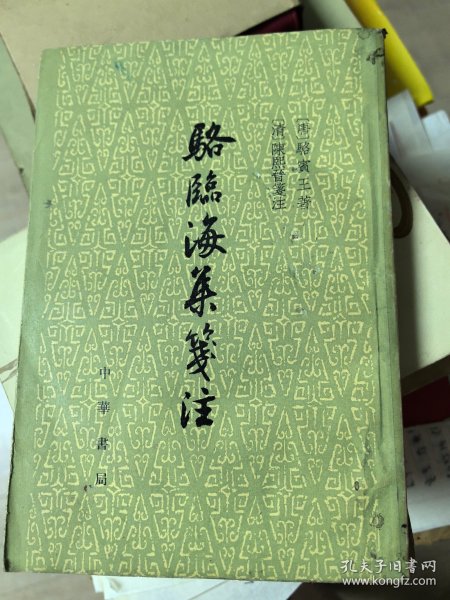 [唐]駱賓王著
[清]陳熙晉箋注
駱臨海集箋注
中華書局
孔夫子旧书网
www.kongfz.com